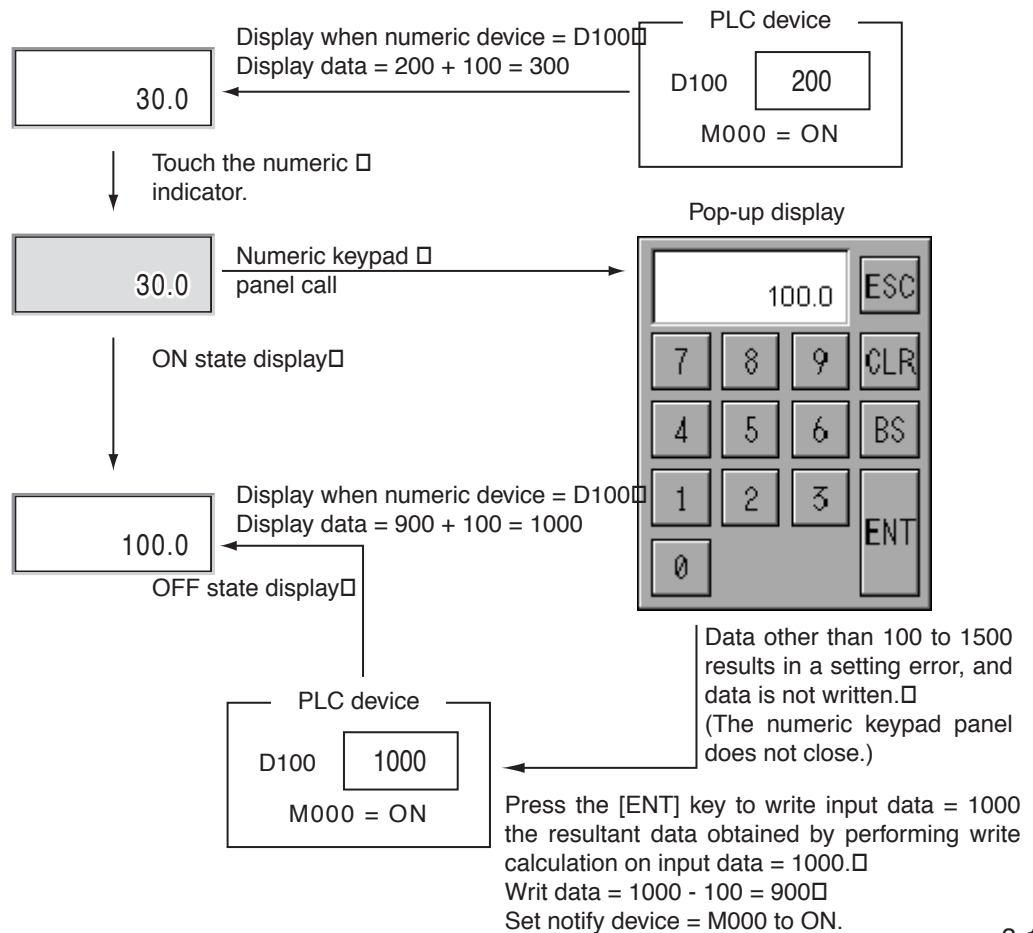 Display when numeric device = D100
Display data = 200 + 100 = 300
PLC device
D100
200
M000 = ON
30.0
Touch the numeric
indicator.
30.0
Numeric keypad
panel call
Pop-up display
100.0
ESC
7 8 9 CLR
4 5 6 BS
1 2 3 ENT
0
ON state display
100.0
Display when numeric device = D100
Display data = 900 + 100 = 1000
OFF state display
Data other than 100 to 1500
results in a setting error, and
data is not written.
(The numeric keypad panel
does not close.)
PLC device
D100
1000
M000 = ON
Press the [ENT] key to write input data = 1000
the resultant data obtained by performing write
calculation on input data = 1000.
Writ data = 1000 - 100 = 900
Set notify device = M000 to ON.